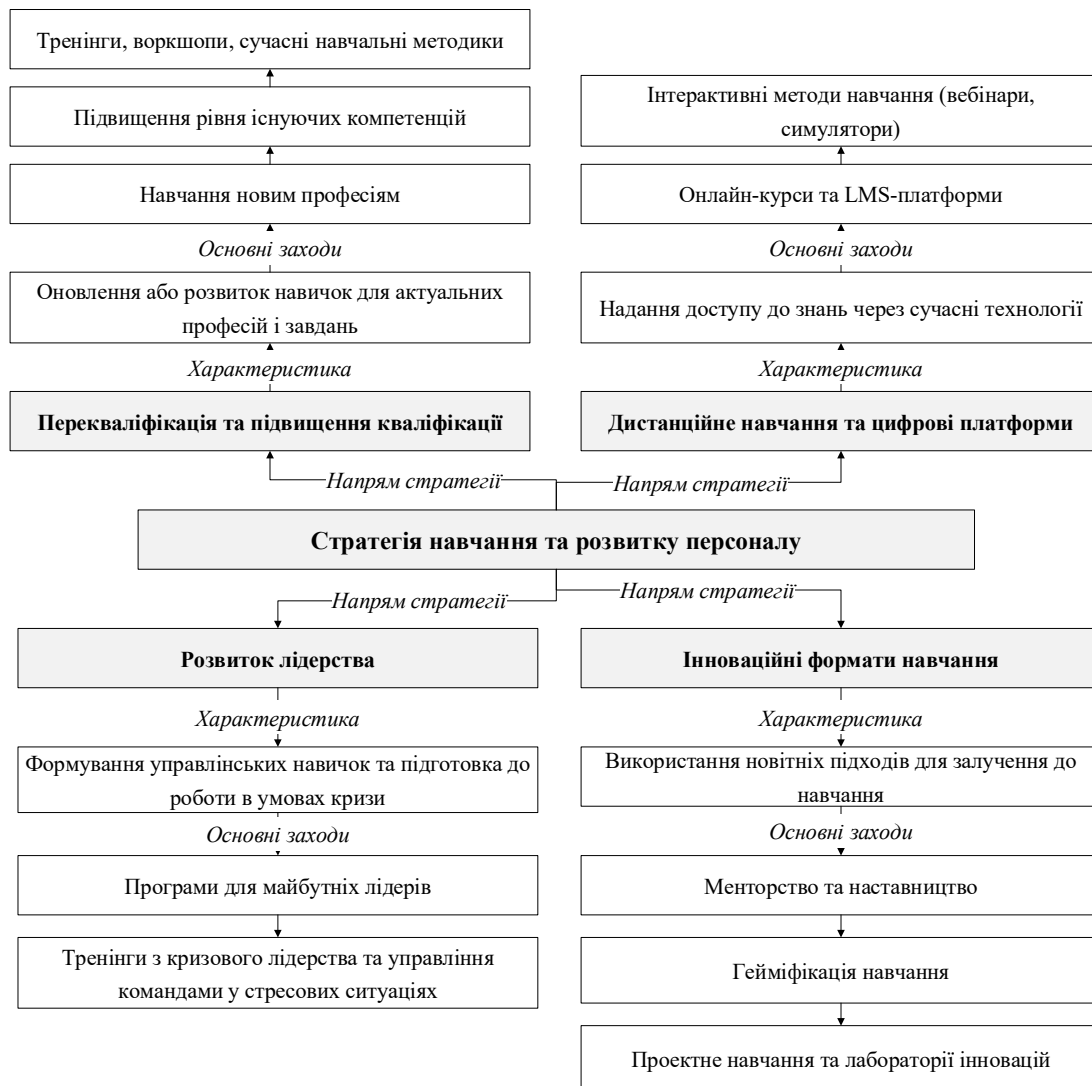 Тренінги, воркшопи, сучасні навчальні методики
Підвищення рівня існуючих компетенцій
Навчання новим професіям
Основні заходи
Оновлення або розвиток навичок для актуальних
професій і завдань
Характеристика
Перекваліфікація та підвищення кваліфікації
Напрям стратегії
Інтерактивні методи навчання (вебінари,
симулятори)
Онлайн-курси та LMS-платформи
Основні заходи
Надання доступу до знань через сучасні технології
Характеристика
Дистанційне навчання та цифрові платформи
Напрям стратегії
Стратегія навчання та розвитку персоналу
Напрям стратегії
Розвиток лідерства
Характеристика
Формування управлінських навичок та підготовка до
роботи в умовах кризи
Основні заходи
Програми для майбутніх лідерів
Тренінги з кризового лідерства та управління
командами у стресових ситуаціях
Напрям стратегії
Інноваційні формати навчання
Характеристика
Використання новітніх підходів для залучення до
навчання
Основні заходи
Менторство та наставництво
Гейміфікація навчання
Проектне навчання та лабораторії інновацій